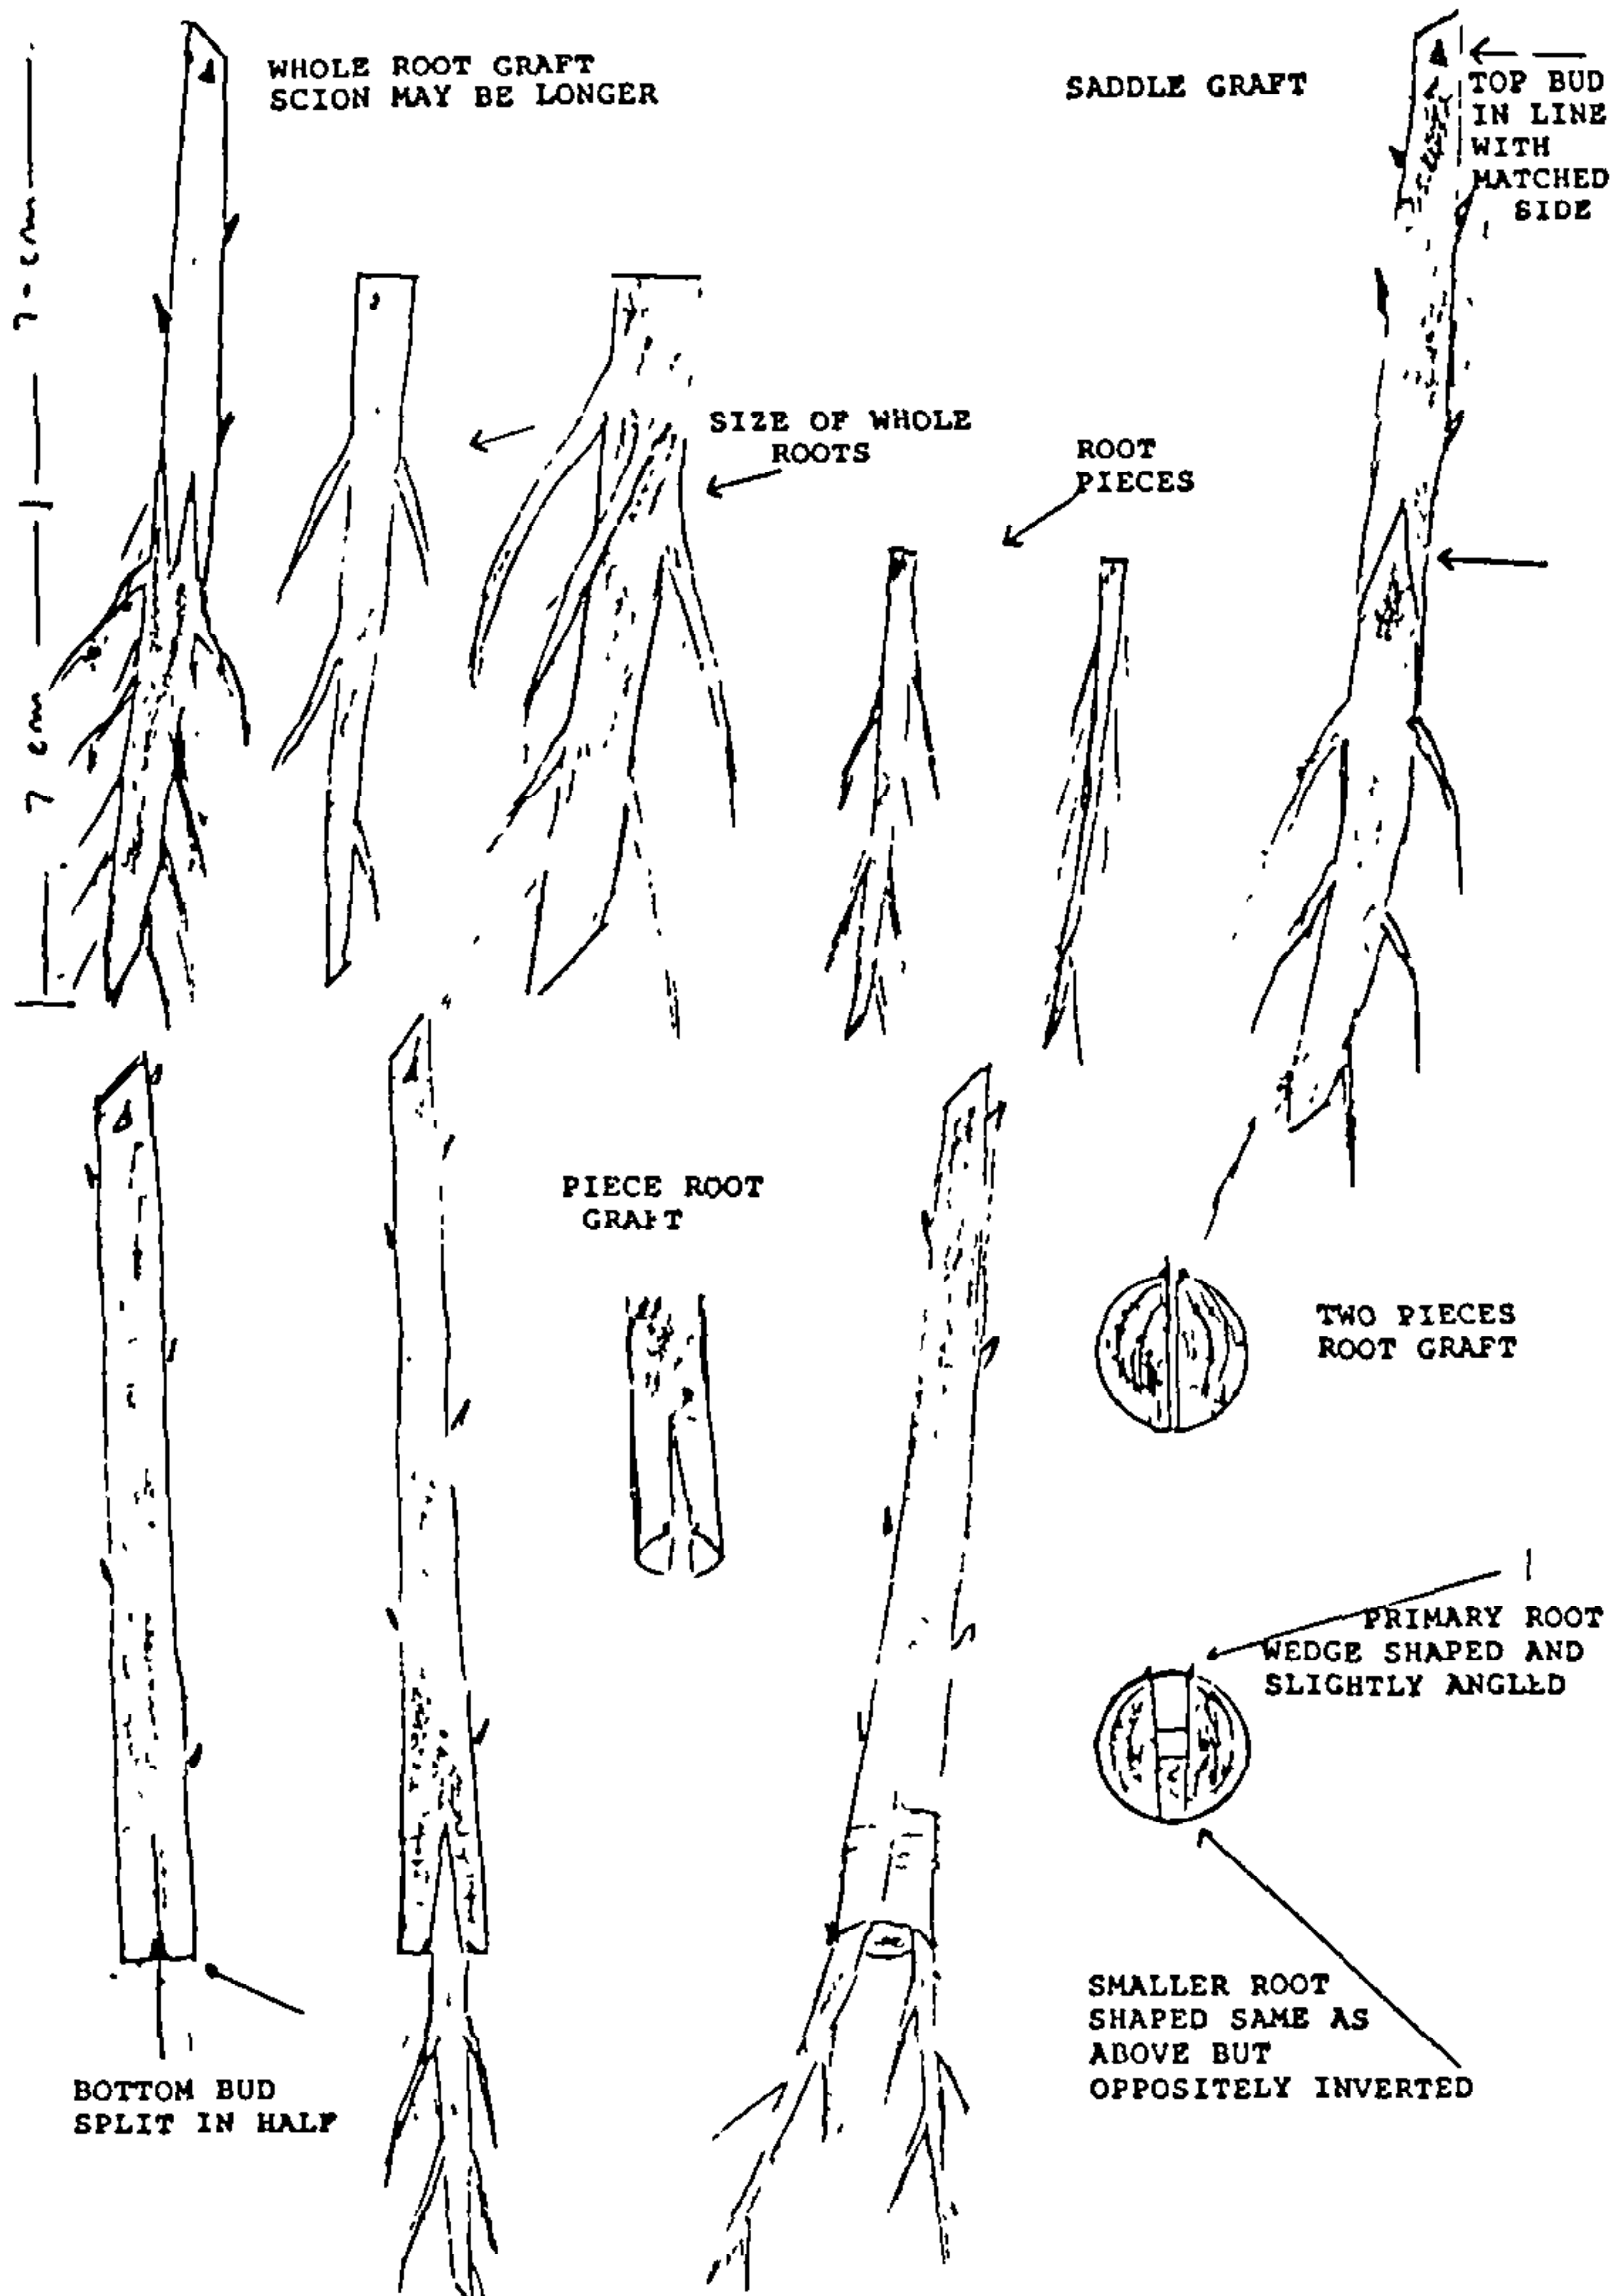 WHOLE ROOT GRAFT
SCION MAY BE LONGER
SADDLE GRAFT
TOP BUD
IN LINE
WITH
MATCHED
SIDE
7-cm
SIZE OF WHOLE
ROOTS
ROOT
PIECES
7 cm
PIECE ROOT
GRAFT
TWO PIECES
ROOT GRAFT
PRIMARY ROOT
WEDGE SHAPED AND
SLIGHTLY ANGLED
SMALLER ROOT
SHAPED SAME AS
ABOVE BUT
OPPOSITELY INVERTED
BOTTOM BUD
SPLIT IN HALF